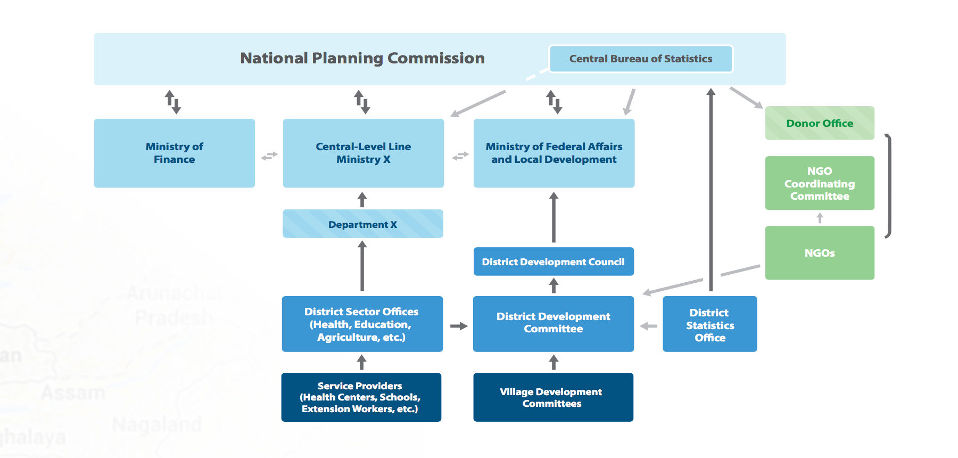 National Planning Commission
Central Bureau of Statistics
Ministry of
Finance
Central-Level Line
Ministry X
Ministry of Federal Affairs
and Local Development
Donor Office
NGO
Coordinating
Committee
Department X
NGOs
District Development Council
District Sector Offices
(Health, Education,
Agriculture, etc.)
District Development
Committee
District
Statistics
Office
Service Providers
(Health Centers, Schools,
Extension Workers, etc.)
Village Development
Committees
Arunachal
Pradesh
an
Assam
Nagaland
ghalaya